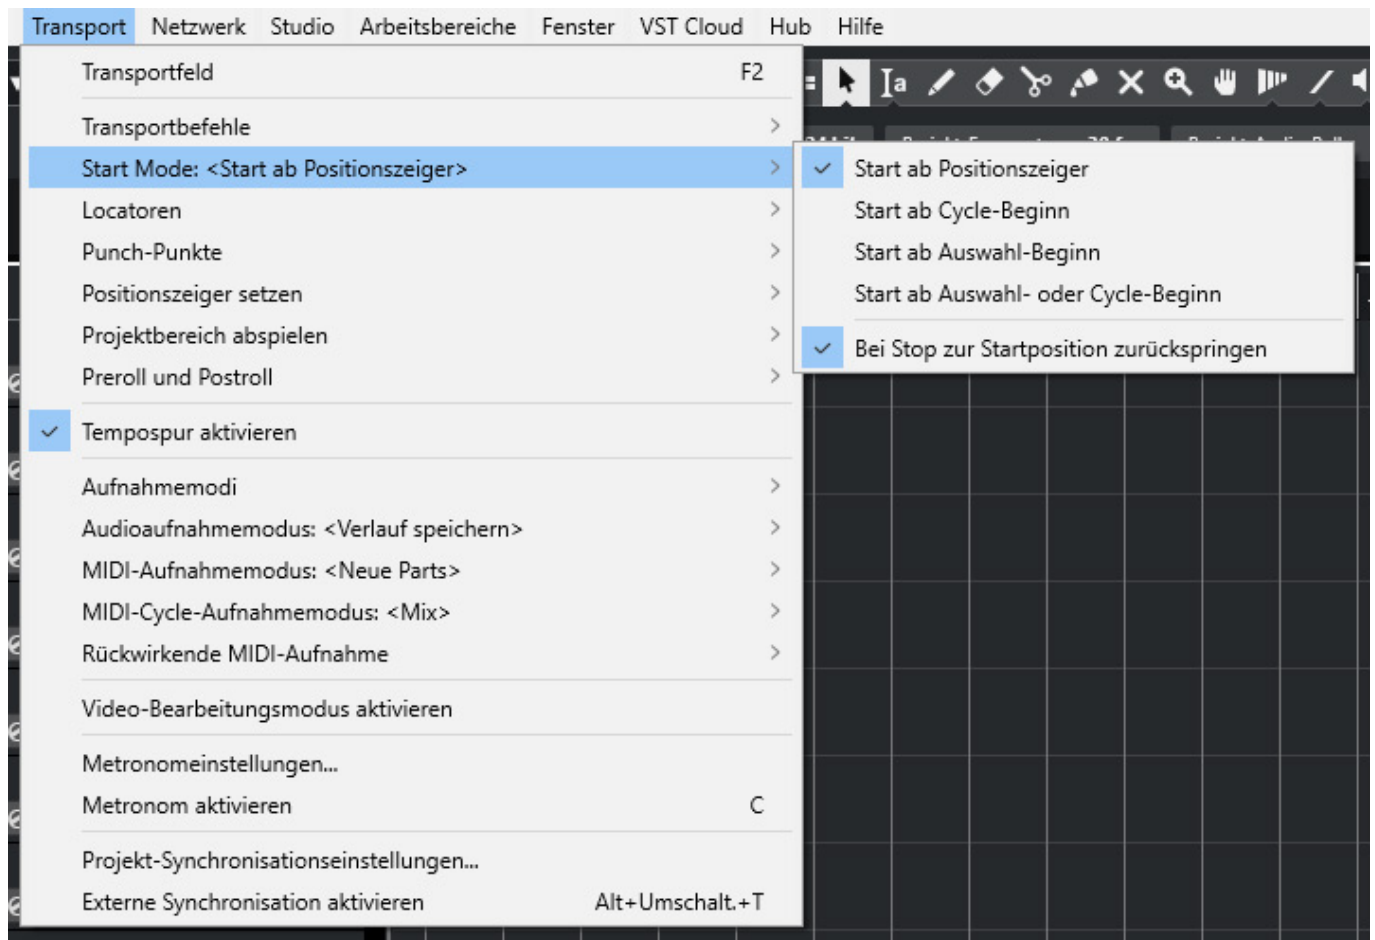 Transport Netzwerk Studio Arbeitsbereiche Fenster VST Cloud Hub Hilfe
Transportfeld F2
Transportbefehle
Start Mode: <Start ab Positionszeiger>
Locatoren
Punch-Punkte
Positionszeiger setzen
Projektbereich abspielen
Preroll und Postroll
Tempospur aktivieren
Aufnahmemodi
Audioaufnahmemodus: <Verlauf speichern>
MIDI-Aufnahmemodus: <Neue Parts>
MIDI-Cycle-Aufnahmemodus: <Mix>
Rückwirkende MIDI-Aufnahme
Video-Bearbeitungsmodus aktivieren
Metronomeinstellungen...
Metronom aktivieren C
Projekt-Synchronisationseinstellungen...
Externe Synchronisation aktivieren Alt+Umschalt.+T
a
Start ab Positionszeiger
Start ab Cycle-Beginn
Start ab Auswahl-Beginn
Start ab Auswahl- oder Cycle-Beginn
Bei Stop zur Startposition zurückspringen